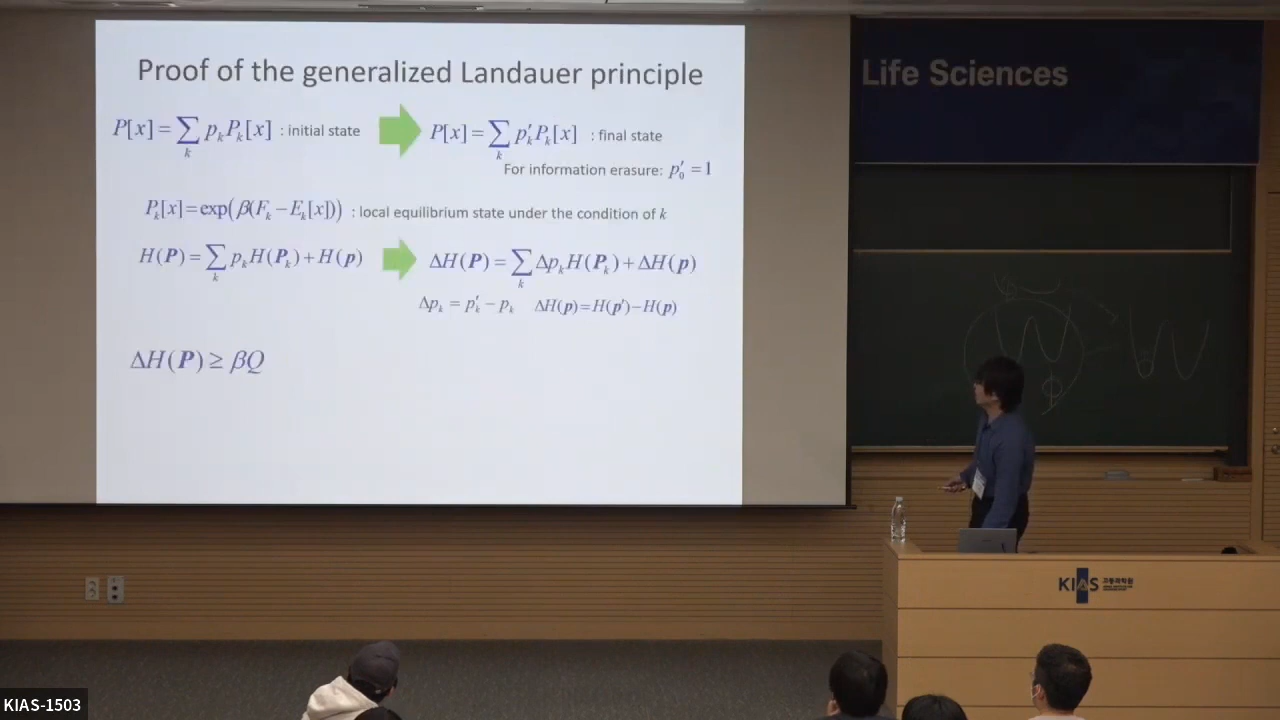 Proof of the generalized Landauer principle
P[x] = ∑_k p_k P_k[x] : initial state
P[x] = ∑_k p′_k P_k[x] : final state
For information erasure: p′_0 = 1
P_k[x] = exp(β(F_k − E_k[x])) : local equilibrium state under the condition of k
H(P) = ∑_k p_k H(P_k) + H(p)
ΔH(P) = ∑_k Δp_k H(P_k) + ΔH(p)
Δp_k = p′_k − p_k ΔH(p) = H(p′) − H(p)
ΔH(P) ≥ βQ
Life Sciences
KIAS
KIAS-1503